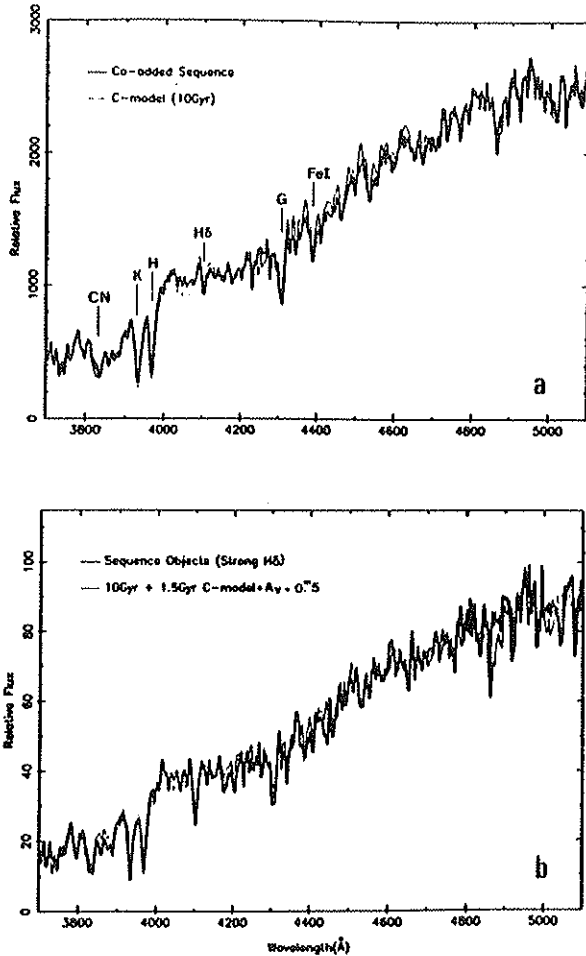 3000
2000
1000
0
Relative Flux
Co-added Sequence
C-model (10Gyr)
CN
K
H
Hδ
G
FeI
a
3800 4000 4200 4400 4600 4800 5000
100
80
60
40
20
0
Relative Flux
Sequence Objects (Strong Hδ)
10Gyr + 1.5Gyr C-model+Av = 0.ᵐ5
b
3800 4000 4200 4400 4600 4800 5000
Wavelength(Å)